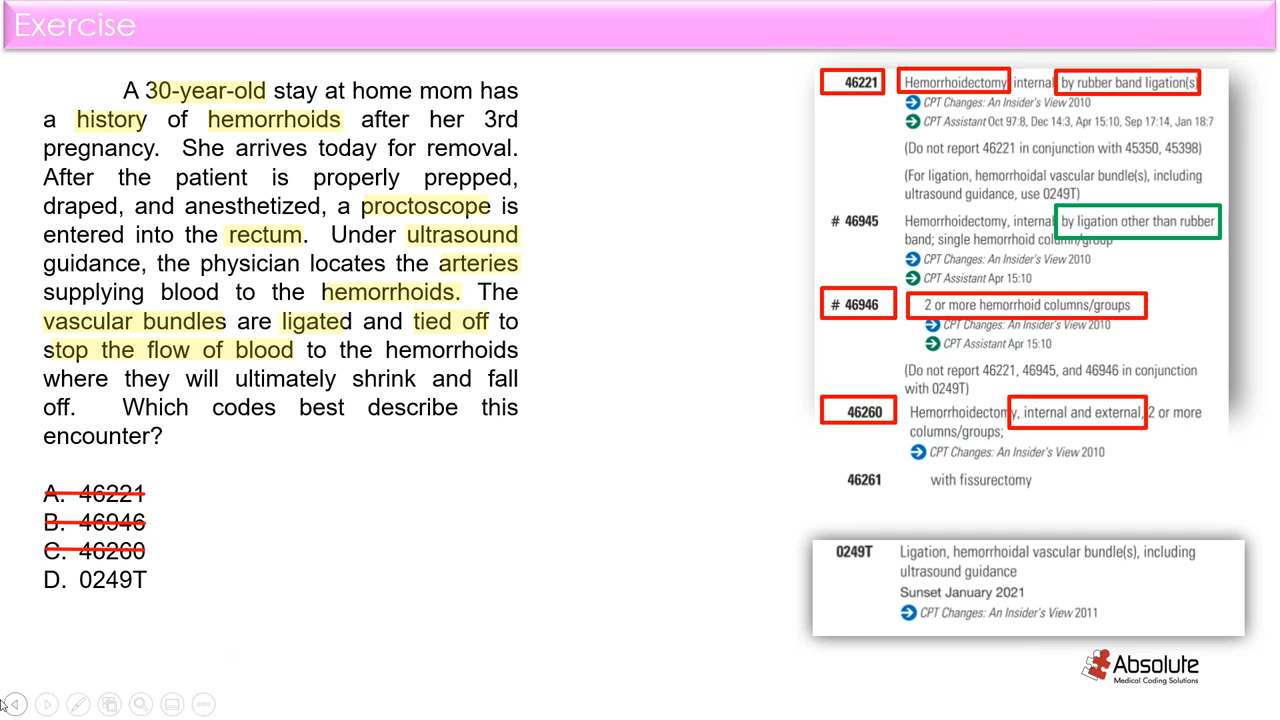 Exercise
A 30-year-old stay at home mom has
a history of hemorrhoids after her 3rd
pregnancy. She arrives today for removal.
After the patient is properly prepped,
draped, and anesthetized, a proctoscope is
entered into the rectum. Under ultrasound
guidance, the physician locates the arteries
supplying blood to the hemorrhoids. The
vascular bundles are ligated and tied off to
stop the flow of blood to the hemorrhoids
where they will ultimately shrink and fall
off. Which codes best describe this
encounter?
A. 46221
B. 46946
C. 46260
D. 0249T
46221 Hemorrhoidectomy, internal, by rubber band ligation(s)
CPT Changes: An Insider's View 2010
CPT Assistant Oct 97:8, Dec 14:3, Apr 15:10, Sep 17:14, Jan 18:7
(Do not report 46221 in conjunction with 45350, 45398)
(For ligation, hemorrhoidal vascular bundle(s), including
ultrasound guidance, use 0249T)
# 46945 Hemorrhoidectomy, internal, by ligation other than rubber
band; single hemorrhoid column/group
CPT Changes: An Insider's View 2010
CPT Assistant Apr 15:10
# 46946 2 or more hemorrhoid columns/groups
CPT Changes: An Insider's View 2010
CPT Assistant Apr 15:10
(Do not report 46221, 46945, and 46946 in conjunction
with 0249T)
46260 Hemorrhoidectomy, internal and external, 2 or more
columns/groups;
CPT Changes: An Insider's View 2010
46261 with fissurectomy
0249T Ligation, hemorrhoidal vascular bundle(s), including
ultrasound guidance
Sunset January 2021
CPT Changes: An Insider's View 2011
Absolute
Medical Coding Solutions